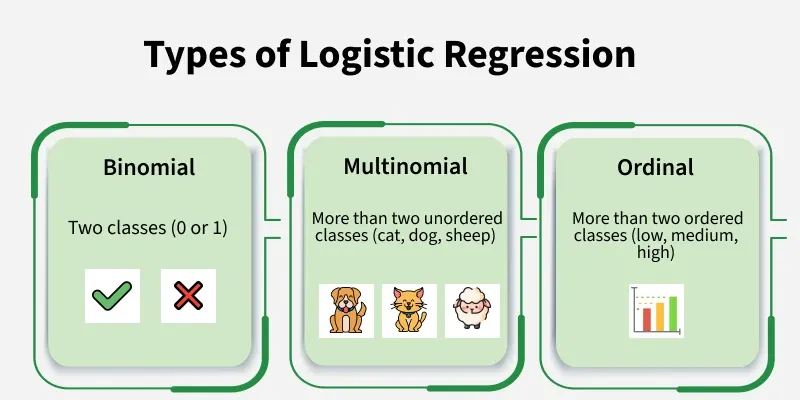 Types of Logistic Regression
Binomial
Two classes (0 or 1)
Multinomial
More than two unordered
classes (cat, dog, sheep)
Ordinal
More than two ordered
classes (low, medium,
high)